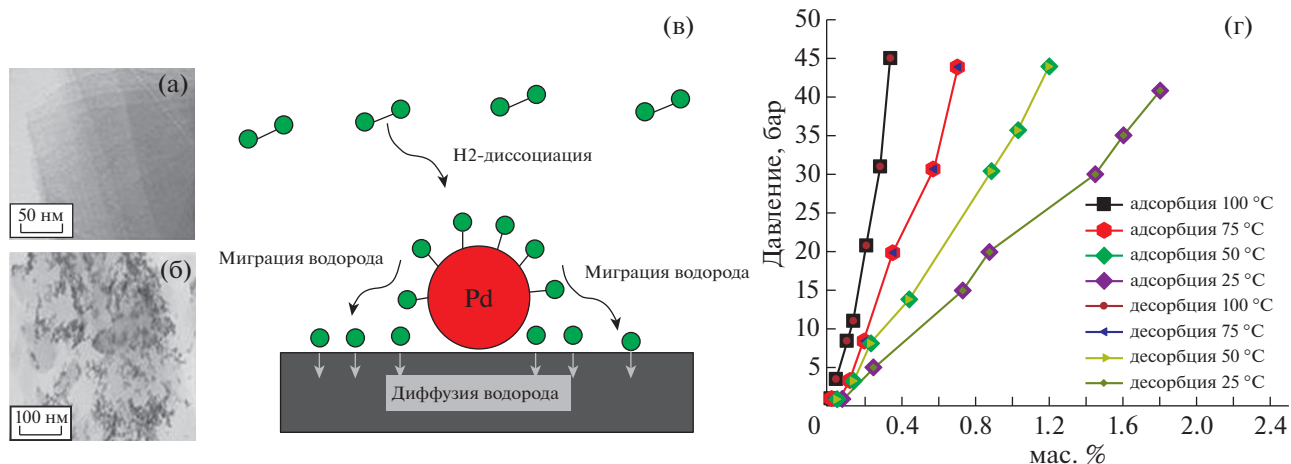 (а)
50 нм
(б)
100 нм
(в)
Н2-диссоциация
Миграция водорода
Миграция водорода
Pd
Диффузия водорода
(г)
Давление, бар
50
45
40
35
30
25
20
15
10
5
0
0.4
0.8
1.2
1.6
2.0
2.4
мас. %
адсорбция 100 °C
адсорбция 75 °C
адсорбция 50 °C
адсорбция 25 °C
десорбция 100 °C
десорбция 75 °C
десорбция 50 °C
десорбция 25 °C